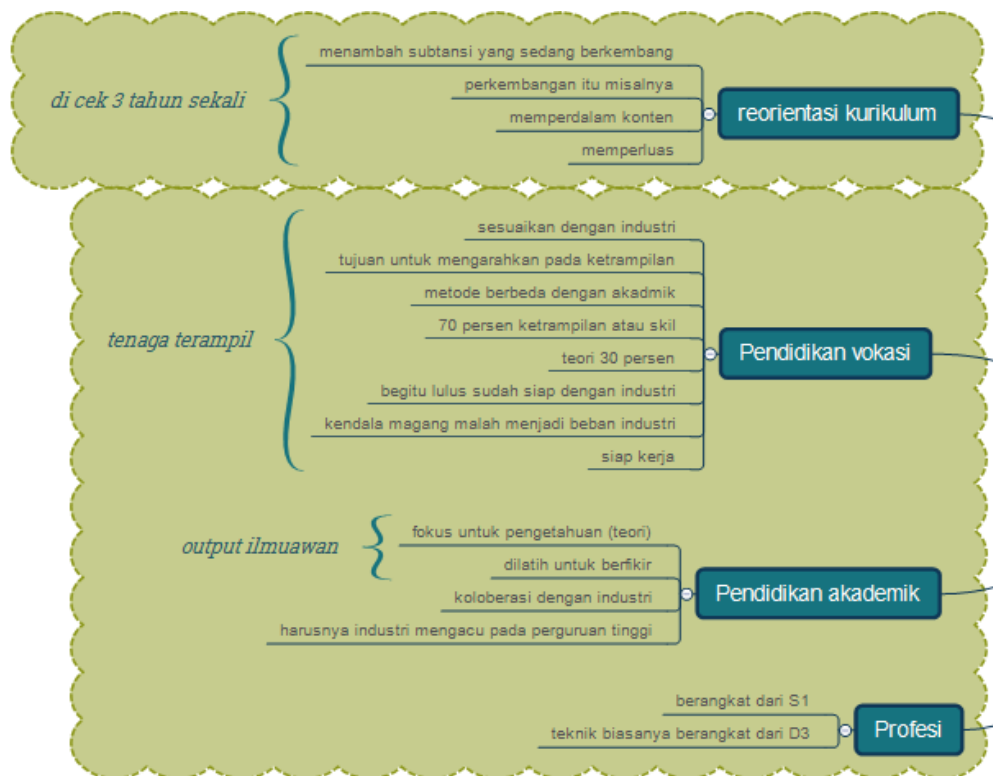 menambah subtansi yang sedang berkembang
perkembangan itu misalnya
memperdalam konten
memperluas
di cek 3 tahun sekali
reorientasi kurikulum
sesuaikan dengan industri
tujuan untuk mengarahkan pada ketrampilan
metode berbeda dengan akadmik
70 persen ketrampilan atau skil
teori 30 persen
begitu lulus sudah siap dengan industri
kendala magang malah menjadi beban industri
siap kerja
tenaga terampil
Pendidikan vokasi
fokus untuk pengetahuan (teori)
dilatih untuk berfikir
koloberasi dengan industri
harusnya industri mengacu pada perguruan tinggi
output ilmuawan
Pendidikan akademik
berangkat dari S1
teknik biasanya berangkat dari D3
Profesi